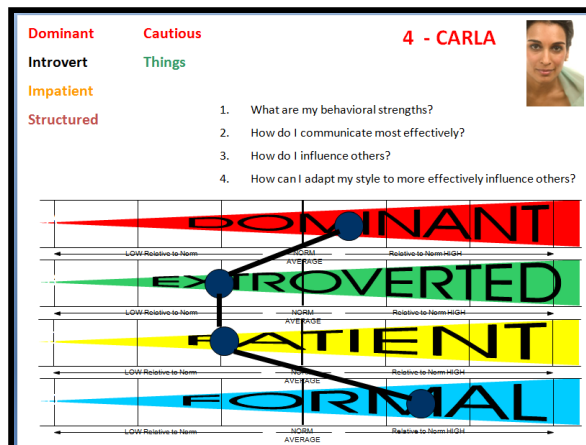 Dominant Cautious
4 - CARLA
Introvert Things
Impatient
Structured
1. What are my behavioral strengths?
2. How do I communicate most effectively?
3. How do I influence others?
4. How can I adapt my style to more effectively influence others?
DOMINANT
LOW Relative to Norm NORM Relative to Norm HIGH
AVERAGE
EXTROVERTED
LOW Relative to Norm NORM Relative to Norm HIGH
AVERAGE
PATIENT
LOW Relative to Norm NORM Relative to Norm HIGH
AVERAGE
FORMAL
LOW Relative to Norm NORM Relative to Norm HIGH
AVERAGE